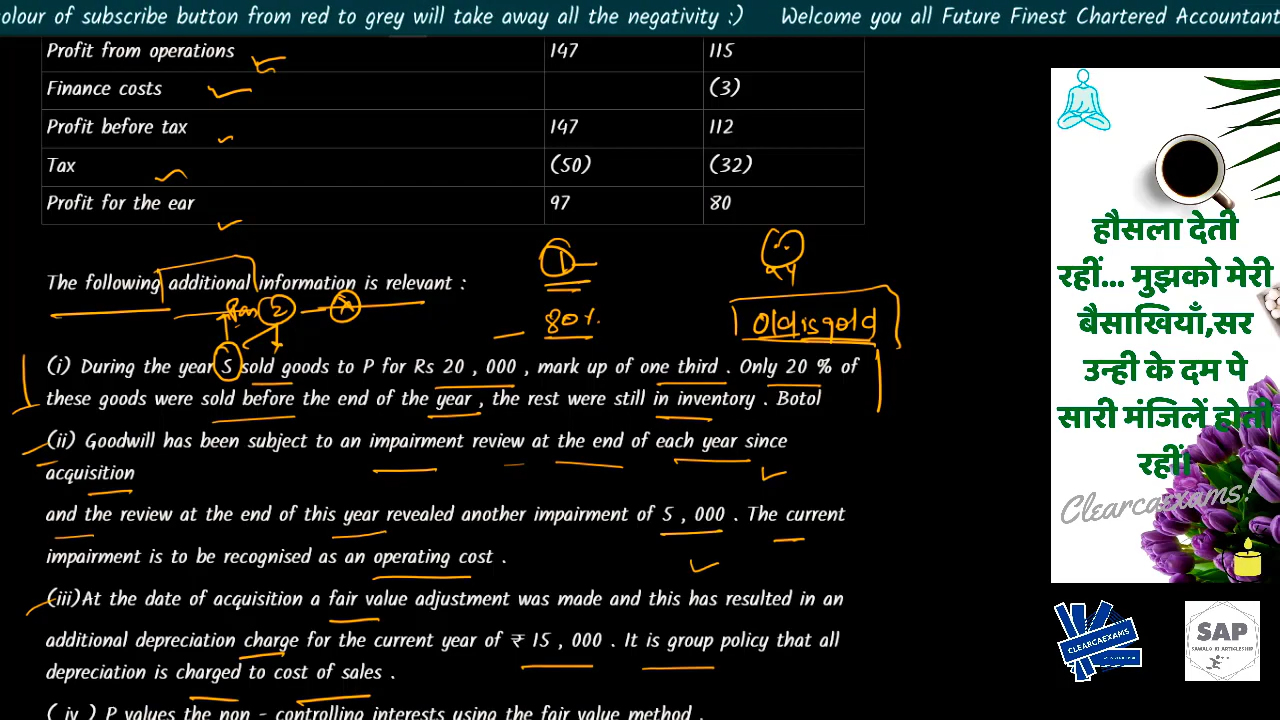 colour of subscribe button from red to grey will take away all the negativity :) Welcome you all Future Finest Chartered Accountant
Profit from operations 147 115
Finance costs (3)
Profit before tax 147 112
Tax (50) (32)
Profit for the ear 97 80
The following additional information is relevant :
80%
Old is gold
(i) During the year S sold goods to P for Rs 20 , 000 , mark up of one third . Only 20 % of
these goods were sold before the end of the year , the rest were still in inventory . Botol
(ii) Goodwill has been subject to an impairment review at the end of each year since
acquisition
and the review at the end of this year revealed another impairment of 5 , 000 . The current
impairment is to be recognised as an operating cost .
(iii)At the date of acquisition a fair value adjustment was made and this has resulted in an
additional depreciation charge for the current year of ₹ 15 , 000 . It is group policy that all
depreciation is charged to cost of sales .
( iv ) P values the non - controlling interests using the fair value method .
हौसला देती
रहीं... मुझको मेरी
बैसाखियाँ,सर
उन्ही के दम पे
सारी मंजिलें होती
रहीं।
Clearcaexams!
CLEARCAEXAMS
SAP